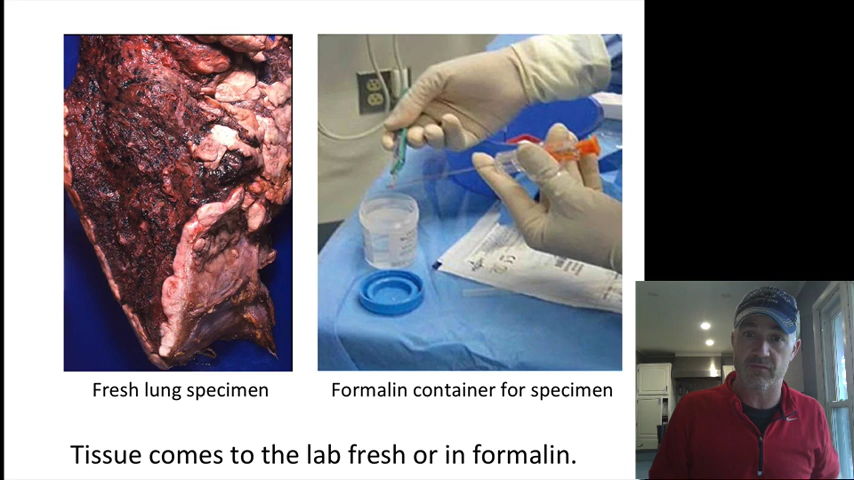 Fresh lung specimen
Formalin container for specimen
Tissue comes to the lab fresh or in formalin.